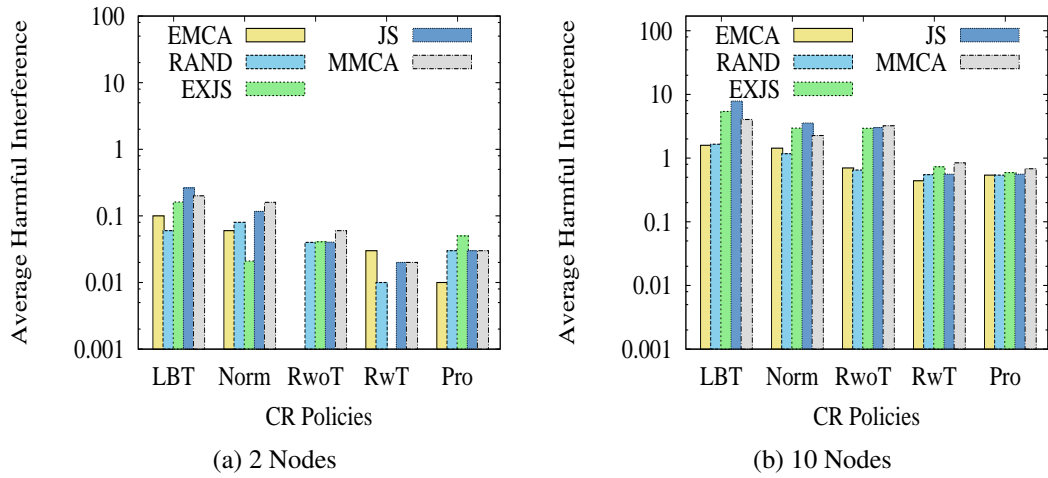 Average Harmful Interference
100
10
1
0.1
0.01
0.001
EMCA
RAND
EXJS
JS
MMCA
LBT Norm RwoT RwT Pro
CR Policies
(a) 2 Nodes
Average Harmful Interference
100
10
1
0.1
0.01
0.001
EMCA
RAND
EXJS
JS
MMCA
LBT Norm RwoT RwT Pro
CR Policies
(b) 10 Nodes